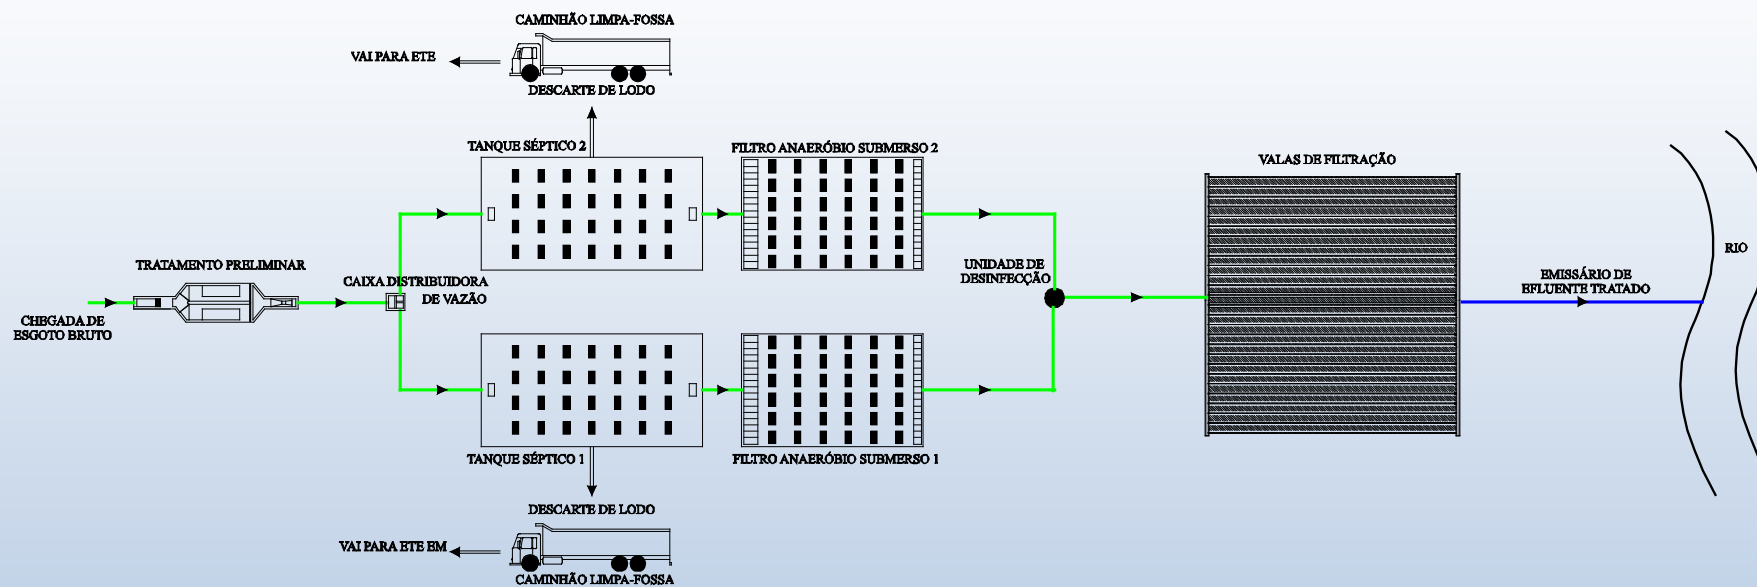 CAMINHÃO LIMPA-FOSSA
VAI PARA ETE
DESCARTE DE LODO
TANQUE SÉPTICO 2
FILTRO ANAERÓBIO SUBMERSO 2
VALAS DE FILTRAÇÃO
RIO
TRATAMENTO PRELIMINAR
UNIDADE DE
DESINFECÇÃO
CAIXA DISTRIBUIDORA
DE VAZÃO
EMISSÁRIO DE
EFLUENTE TRATADO
CHEGADA DE
ESGOTO BRUTO
TANQUE SÉPTICO 1
FILTRO ANAERÓBIO SUBMERSO 1
DESCARTE DE LODO
VAI PARA ETE EM
CAMINHÃO LIMPA-FOSSA